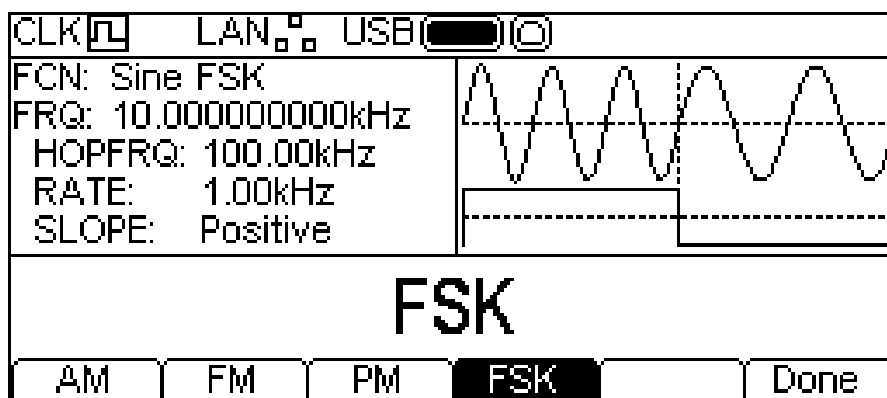 CLK LAN USB
FCN: Sine FSK
FRQ: 10.000000000kHz
HOPFRQ: 100.00kHz
RATE: 1.00kHz
SLOPE: Positive
FSK
AM FM PM FSK Done